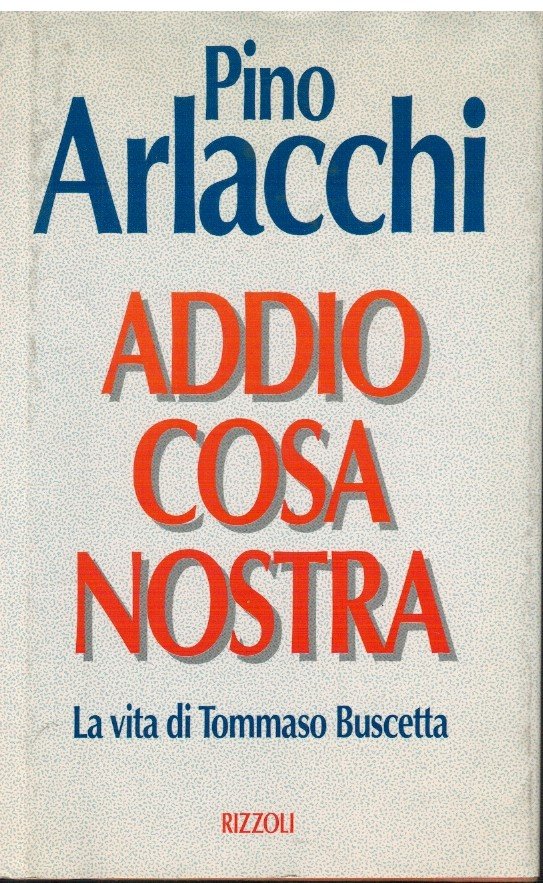 Pino
Arlacchi
ADDIO
COSA
NOSTRA
La vita di Tommaso Buscetta
RIZZOLI